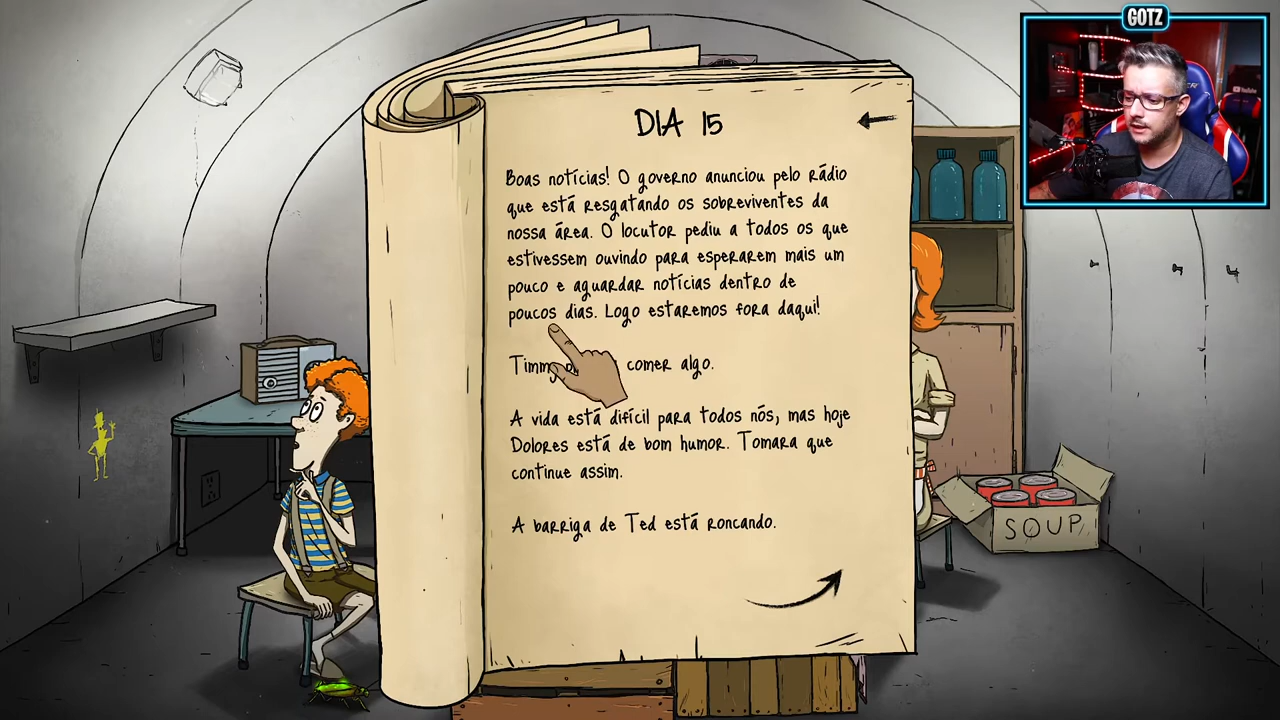 GOTZ
DIA 15
Boas notícias! O governo anunciou pelo rádio
que está resgatando os sobreviventes da
nossa área. O locutor pediu a todos os que
estivessem ouvindo para esperarem mais um
pouco e aguardar notícias dentro de
poucos dias. Logo estaremos fora daqui!
Timmy comer algo.
A vida está difícil para todos nós, mas hoje
Dolores está de bom humor. Tomara que
continue assim.
A barriga de Ted está roncando.
SOUP